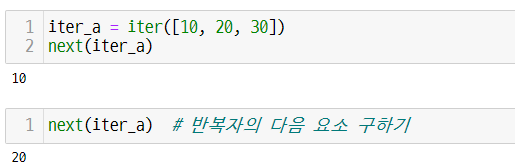 1 iter_a = iter([10, 20, 30])
2 next(iter_a)
10
1 next(iter_a)  # 반복자의 다음 요소 구하기
20